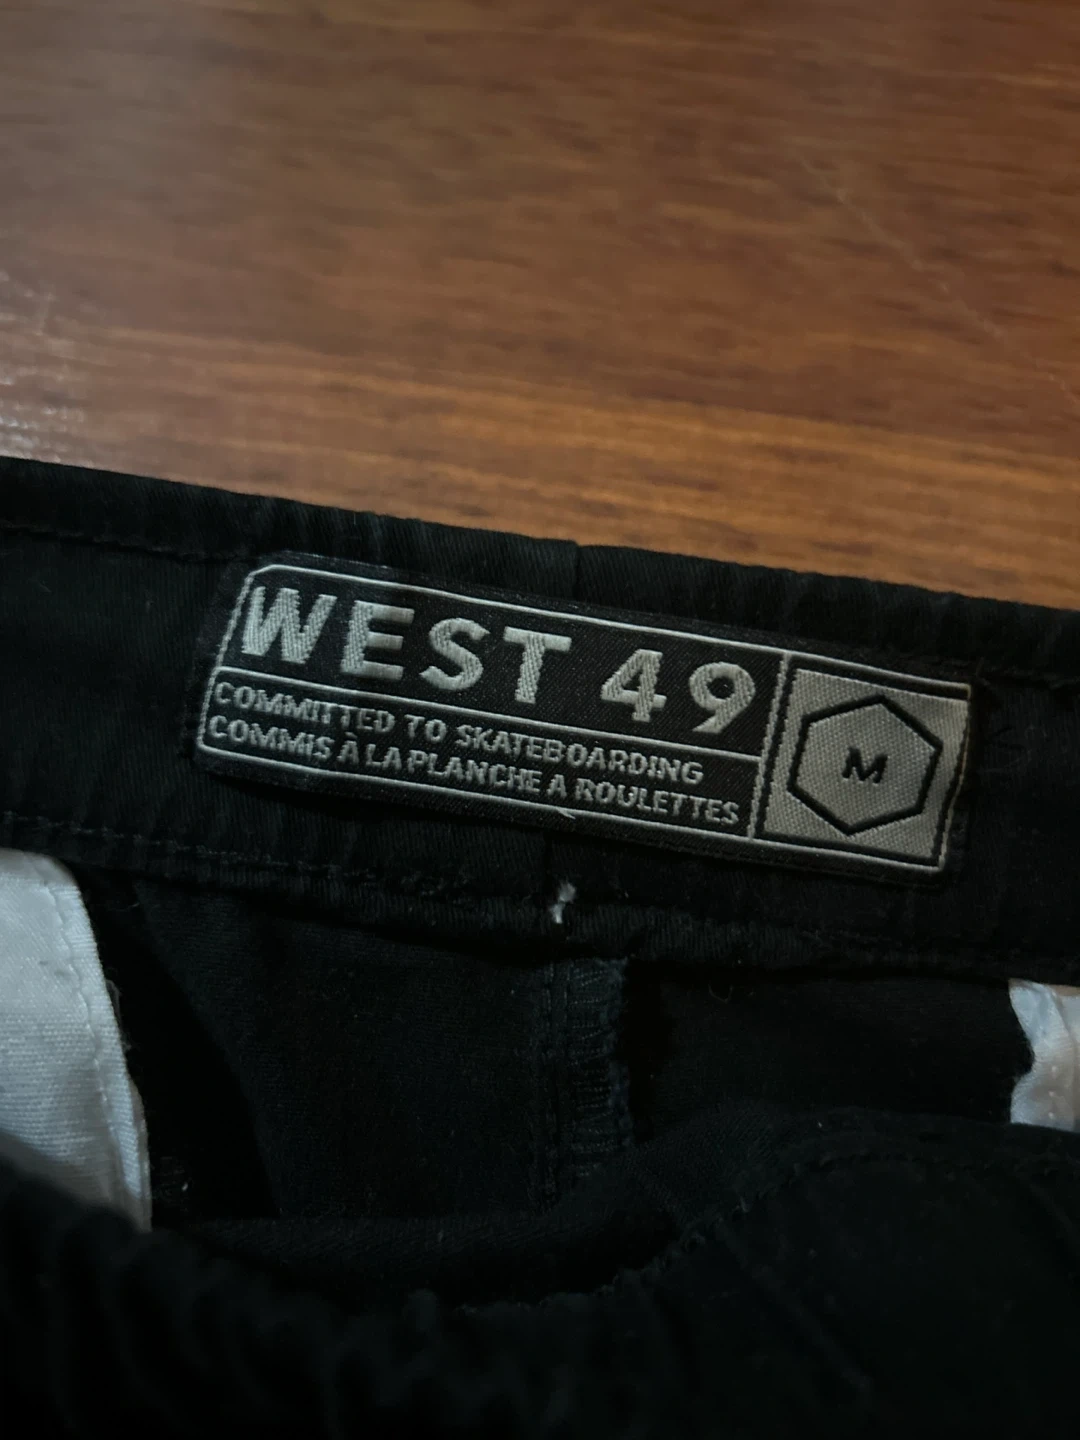 WEST 49
COMMITTED TO SKATEBOARDING
COMMIS À LA PLANCHE A ROULETTES
M